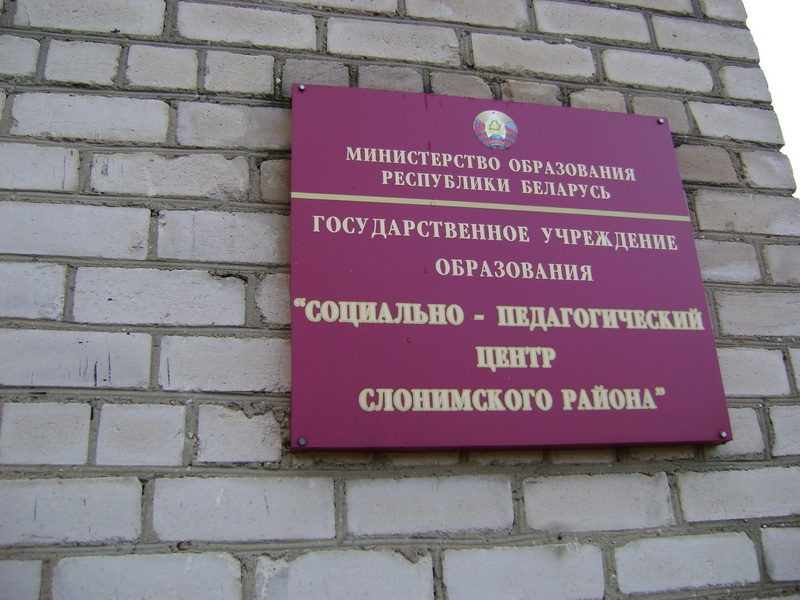 МИНИСТЕРСТВО ОБРАЗОВАНИЯ
РЕСПУБЛИКИ БЕЛАРУСЬ
ГОСУДАРСТВЕННОЕ УЧРЕЖДЕНИЕ
ОБРАЗОВАНИЯ
“СОЦИАЛЬНО - ПЕДАГОГИЧЕСКИЙ
ЦЕНТР
СЛОНИМСКОГО РАЙОНА”